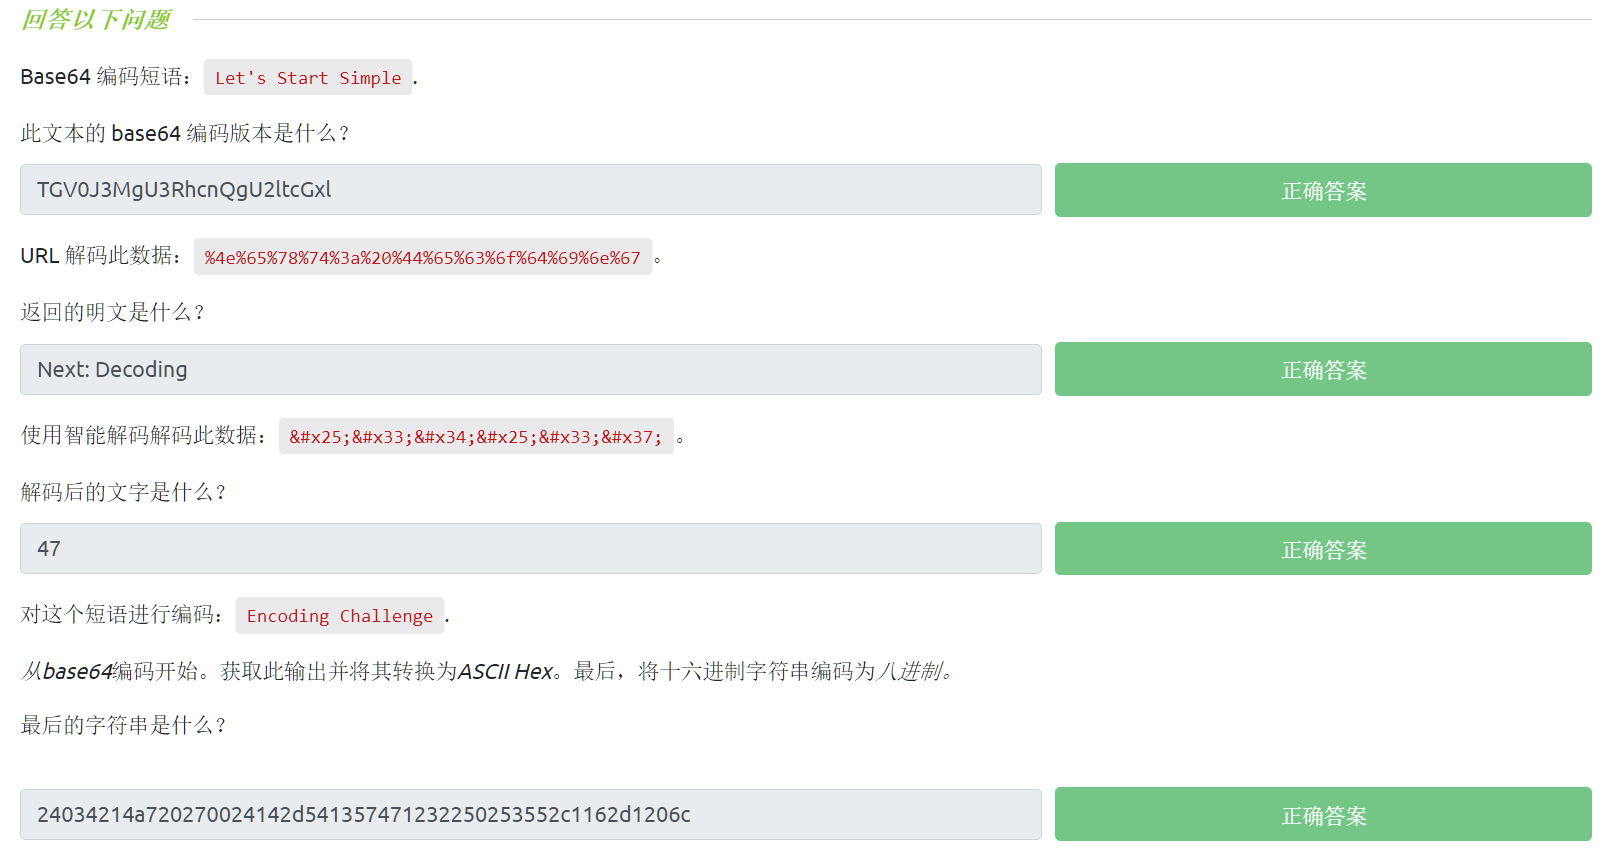 回答以下问题
Base64 编码短语： Let's Start Simple .
此文本的 base64 编码版本是什么？
TGV0J3MgU3RhcnQgU2ltcGxl 正确答案
URL 解码此数据： %4e%65%78%74%3a%20%44%65%63%6f%64%69%6e%67 。
返回的明文是什么？
Next: Decoding 正确答案
使用智能解码解码此数据： &#x25;&#x33;&#x34;&#x25;&#x33;&#x37; 。
解码后的文字是什么？
47 正确答案
对这个短语进行编码： Encoding Challenge .
从base64编码开始。获取此输出并将其转换为ASCII Hex。最后，将十六进制字符串编码为八进制。
最后的字符串是什么？
24034214a720270024142d541357471232250253552c1162d1206c 正确答案